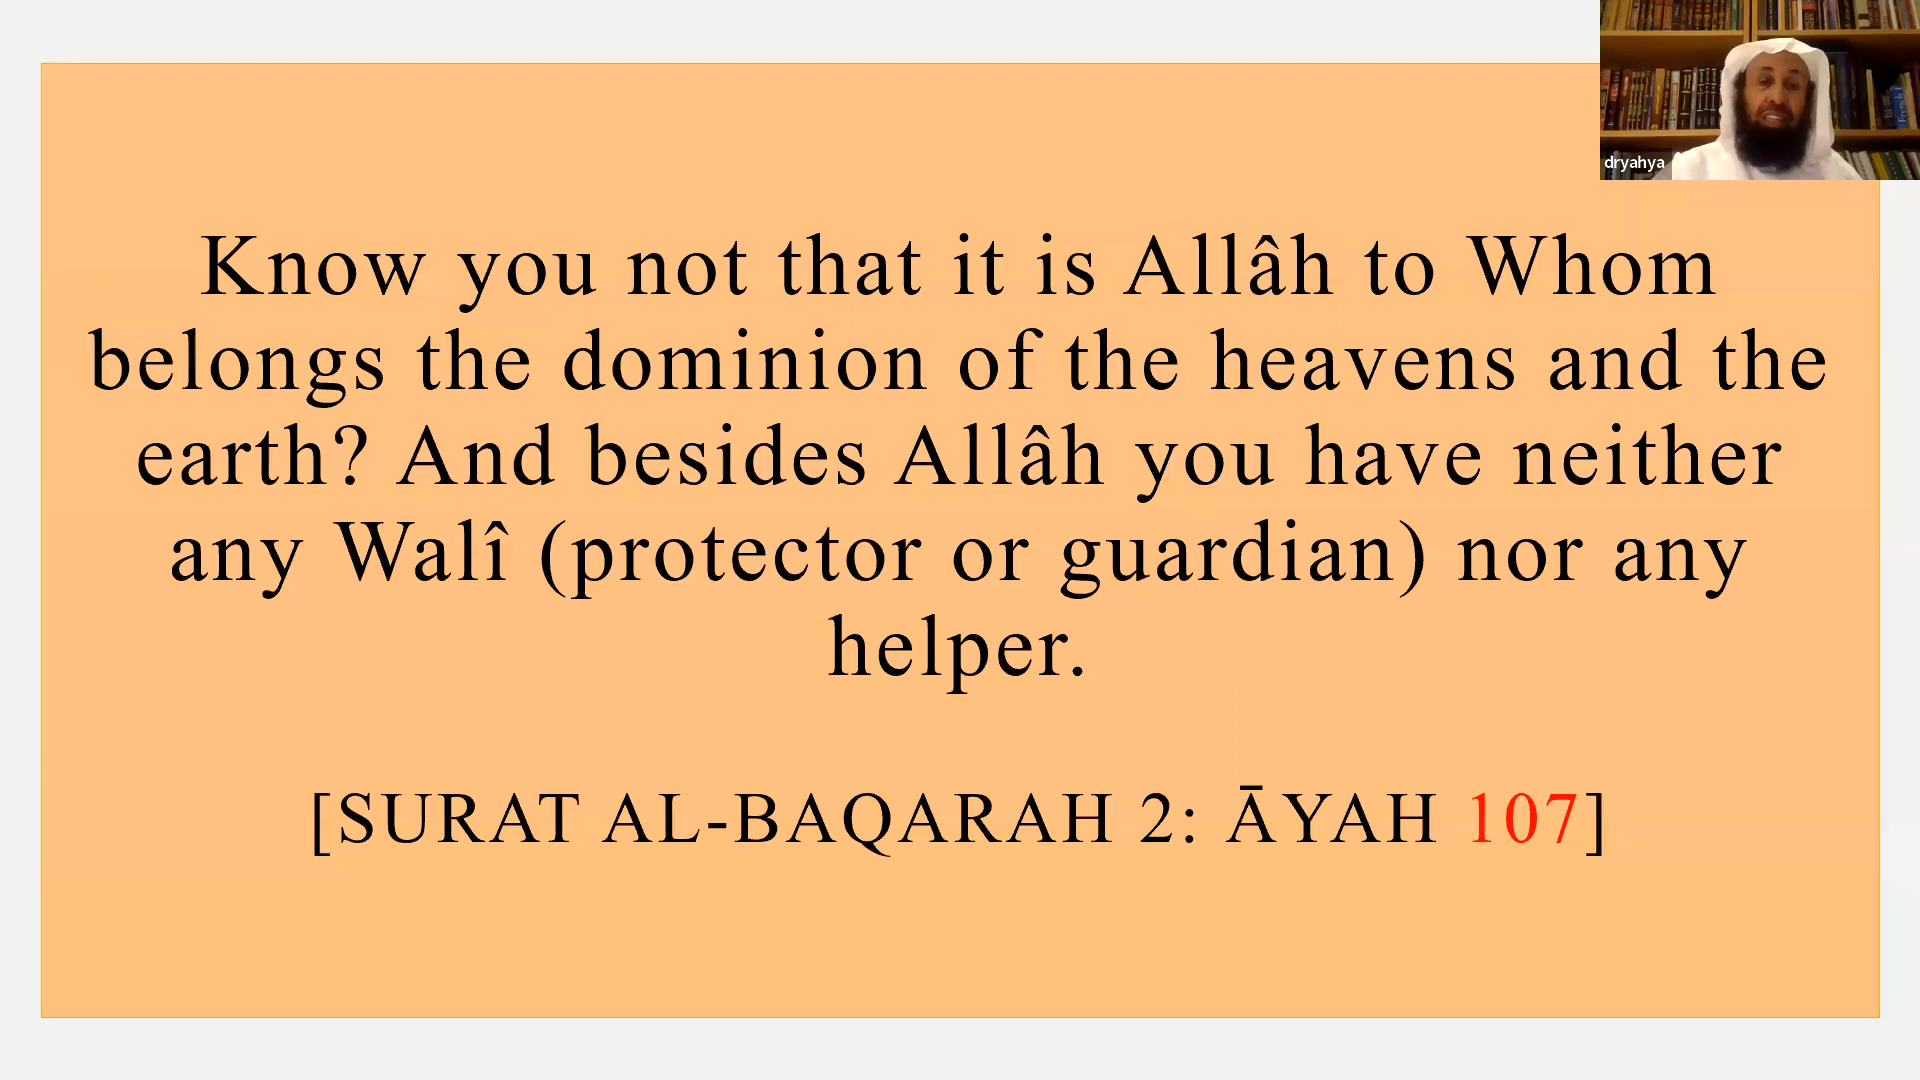 dryahya
Know you not that it is Allâh to Whom
belongs the dominion of the heavens and the
earth? And besides Allâh you have neither
any Walî (protector or guardian) nor any
helper.
[SURAT AL-BAQARAH 2: ĀYAH 107]